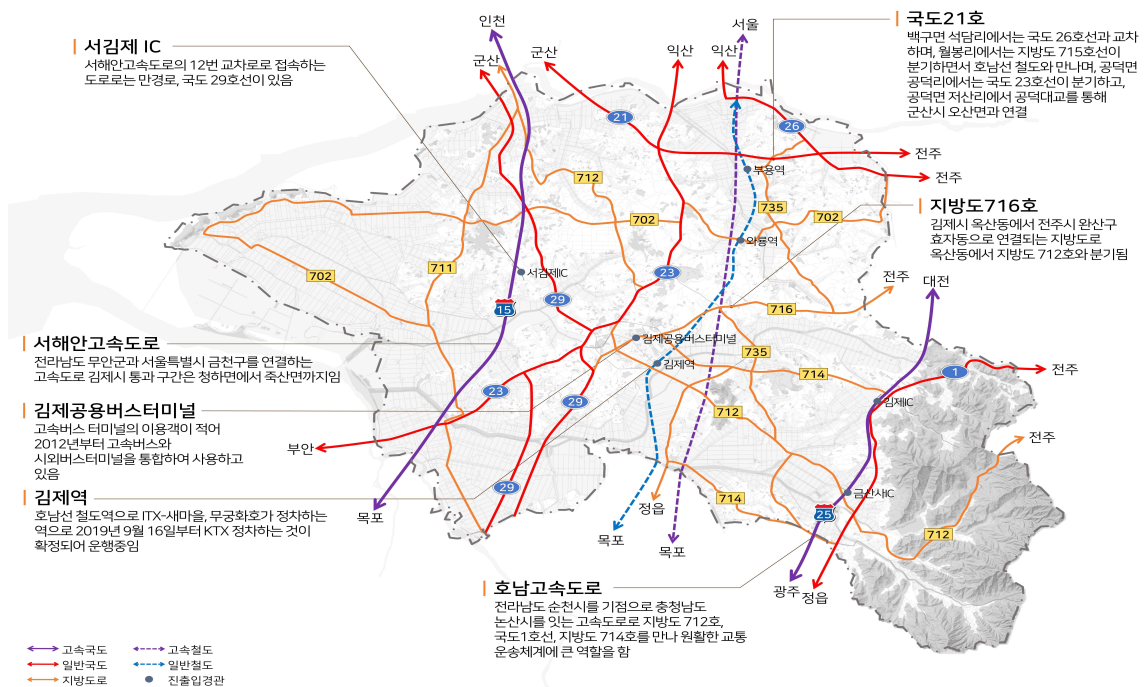 인천
서울
군산
군산
익산
익산
서김제 IC
서해안고속도로의 12번 교차로로 접속하는
도로로는 만경로, 국도 29호선이 있음
국도21호
백구면 석담리에서는 국도 26호선과 교차
하며, 월봉리에서는 지방도 715호선이
분기하면서 호남선 철도와 만나며, 공덕면
공덕리에서는 국도 23호선이 분기하고,
공덕면 저산리에서 공덕대교를 통해
군산시 오산면과 연결
21
26
전주
전주
부용역
712
735
702
702
지방도716호
김제시 옥산동에서 전주시 완산구
효자동으로 연결되는 지방도로
옥산동에서 지방도 712호와 분기됨
와룡역
711
702
서김제IC
23
29
15
716
전주
대전
서해안고속도로
전라남도 무안군과 서울특별시 금천구를 연결하는
고속도로 김제시 통과 구간은 청하면에서 죽산면까지임
김제공용버스터미널
735
김제역
714
1
전주
23
29
712
김제IC
김제공용버스터미널
고속버스 터미널의 이용객이 적어
2012년부터 고속버스와
시외버스터미널을 통합하여 사용하고
있음
부안
전주
김제역
호남선 철도역으로 ITX-새마을, 무궁화호가 정차하는
역으로 2019년 9월 16일부터 KTX 정차하는 것이
확정되어 운행중임
29
목포
정읍
714
금산사IC
25
712
목포
목포
광주
정읍
호남고속도로
전라남도 순천시를 기점으로 충청남도
논산시를 잇는 고속도로로 지방도 712호,
국도1호선, 지방도 714호를 만나 원활한 교통
운송체계에 큰 역할을 함
고속국도
고속철도
일반국도
일반철도
지방도로
진출입경관